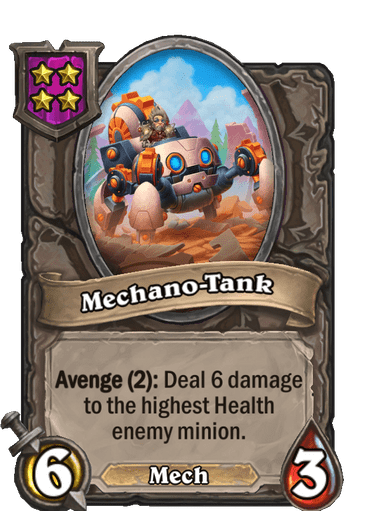 Mechano-Tank
Avenge (2): Deal 6 damage
to the highest Health
enemy minion.
6
Mech
3